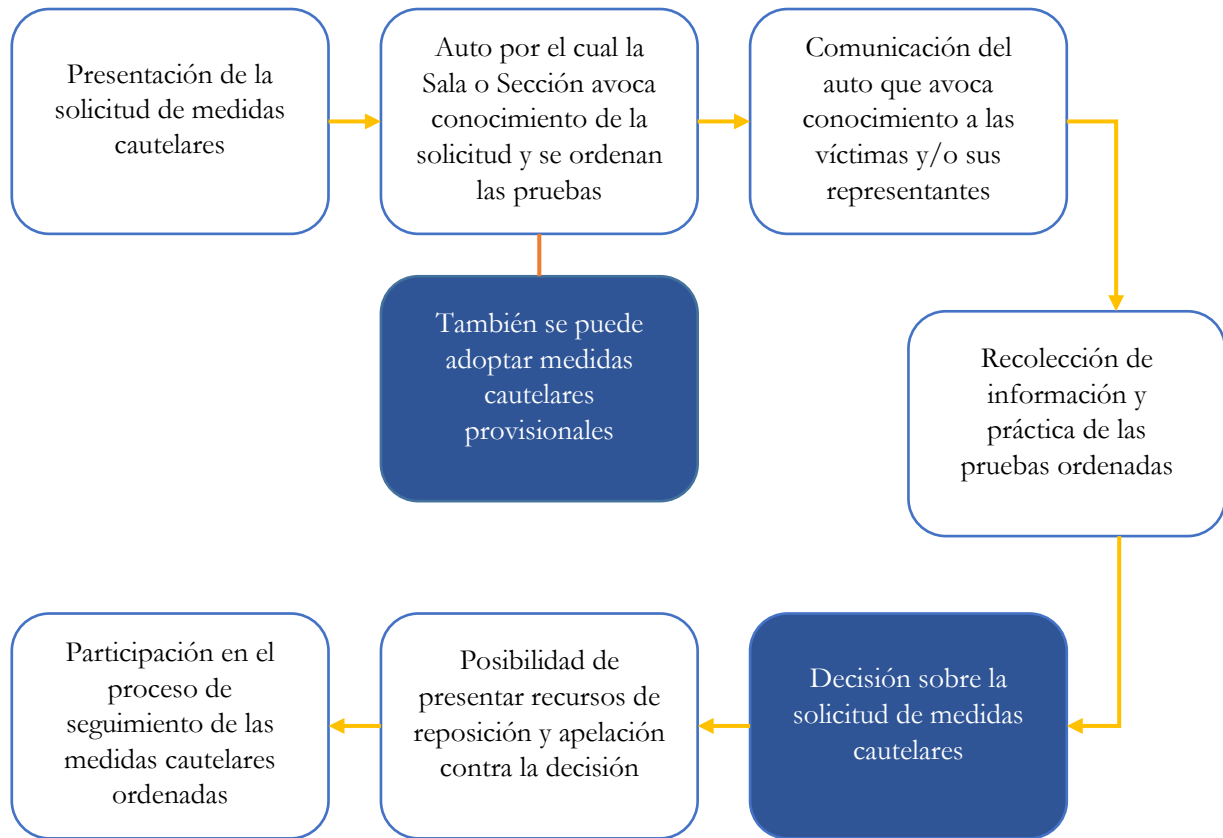 Presentación de la
solicitud de medidas
cautelares
Auto por el cual la
Sala o Sección avoca
conocimiento de la
solicitud y se ordenan
las pruebas
Comunicación del
auto que avoca
conocimiento a las
víctimas y/o sus
representantes
También se puede
adoptar medidas
cautelares
provisionales
Recolección de
información y
práctica de las
pruebas ordenadas
Decisión sobre la
solicitud de medidas
cautelares
Posibilidad de
presentar recursos de
reposición y apelación
contra la decisión
Participación en el
proceso de
seguimiento de las
medidas cautelares
ordenadas